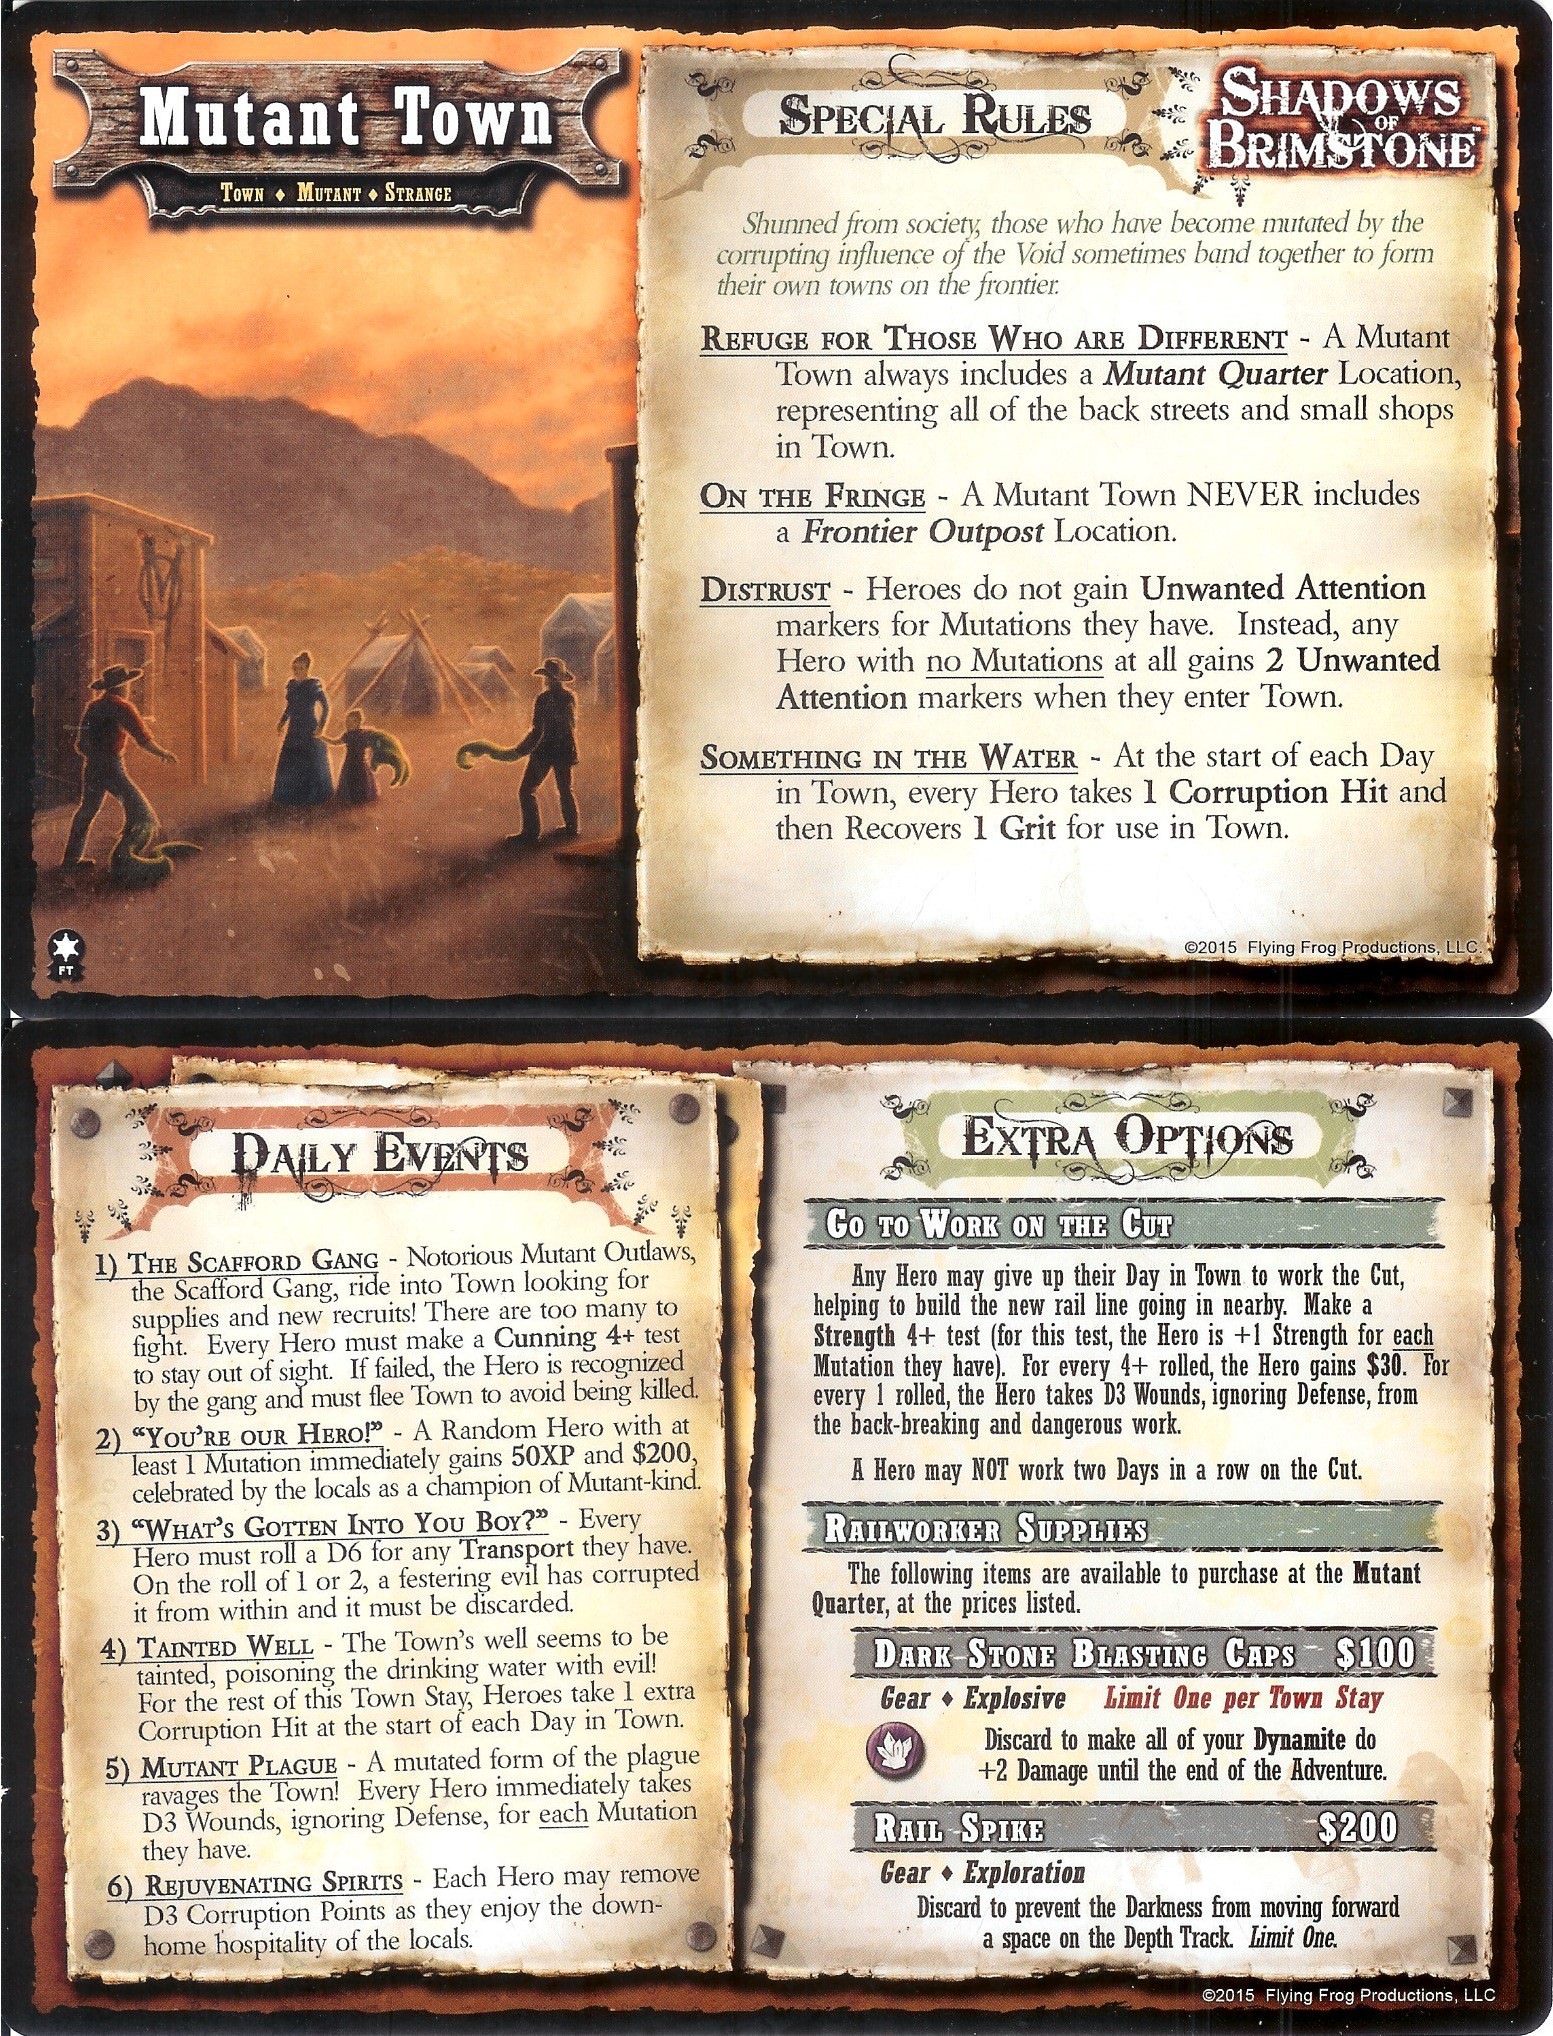 Mutant Town
Town ♦ Mutant ♦ Strange
FT
Special Rules
Shadows
of
Brimstone™
Shunned from society, those who have become mutated by the
corrupting influence of the Void sometimes band together to form
their own towns on the frontier.
Refuge for Those Who are Different - A Mutant
Town always includes a Mutant Quarter Location,
representing all of the back streets and small shops
in Town.
On the Fringe - A Mutant Town NEVER includes
a Frontier Outpost Location.
Distrust - Heroes do not gain Unwanted Attention
markers for Mutations they have. Instead, any
Hero with no Mutations at all gains 2 Unwanted
Attention markers when they enter Town.
Something in the Water - At the start of each Day
in Town, every Hero takes 1 Corruption Hit and
then Recovers 1 Grit for use in Town.
©2015 Flying Frog Productions, LLC.
Daily Events
1) The Scafford Gang - Notorious Mutant Outlaws,
the Scafford Gang, ride into Town looking for
supplies and new recruits! There are too many to
fight. Every Hero must make a Cunning 4+ test
to stay out of sight. If failed, the Hero is recognized
by the gang and must flee Town to avoid being killed.
2) “You're our Hero!” - A Random Hero with at
least 1 Mutation immediately gains 50XP and $200,
celebrated by the locals as a champion of Mutant-kind.
3) “What's Gotten Into You Boy?” - Every
Hero must roll a D6 for any Transport they have.
On the roll of 1 or 2, a festering evil has corrupted
it from within and it must be discarded.
4) Tainted Well - The Town's well seems to be
tainted, poisoning the drinking water with evil!
For the rest of this Town Stay, Heroes take 1 extra
Corruption Hit at the start of each Day in Town.
5) Mutant Plague - A mutated form of the plague
ravages the Town! Every Hero immediately takes
D3 Wounds, ignoring Defense, for each Mutation
they have.
6) Rejuvenating Spirits - Each Hero may remove
D3 Corruption Points as they enjoy the down-
home hospitality of the locals.
Extra Options
Go to Work on the Cut
Any Hero may give up their Day in Town to work the Cut,
helping to build the new rail line going in nearby. Make a
Strength 4+ test (for this test, the Hero is +1 Strength for each
Mutation they have). For every 4+ rolled, the Hero gains $30. For
every 1 rolled, the Hero takes D3 Wounds, ignoring Defense, from
the back-breaking and dangerous work.
A Hero may NOT work two Days in a row on the Cut.
Railworker Supplies
The following items are available to purchase at the Mutant
Quarter, at the prices listed.
Dark Stone Blasting Caps - $100
Gear ♦ Explosive Limit One per Town Stay
Discard to make all of your Dynamite do
+2 Damage until the end of the Adventure.
Rail Spike $200
Gear ♦ Exploration
Discard to prevent the Darkness from moving forward
a space on the Depth Track. Limit One.
©2015 Flying Frog Productions, LLC